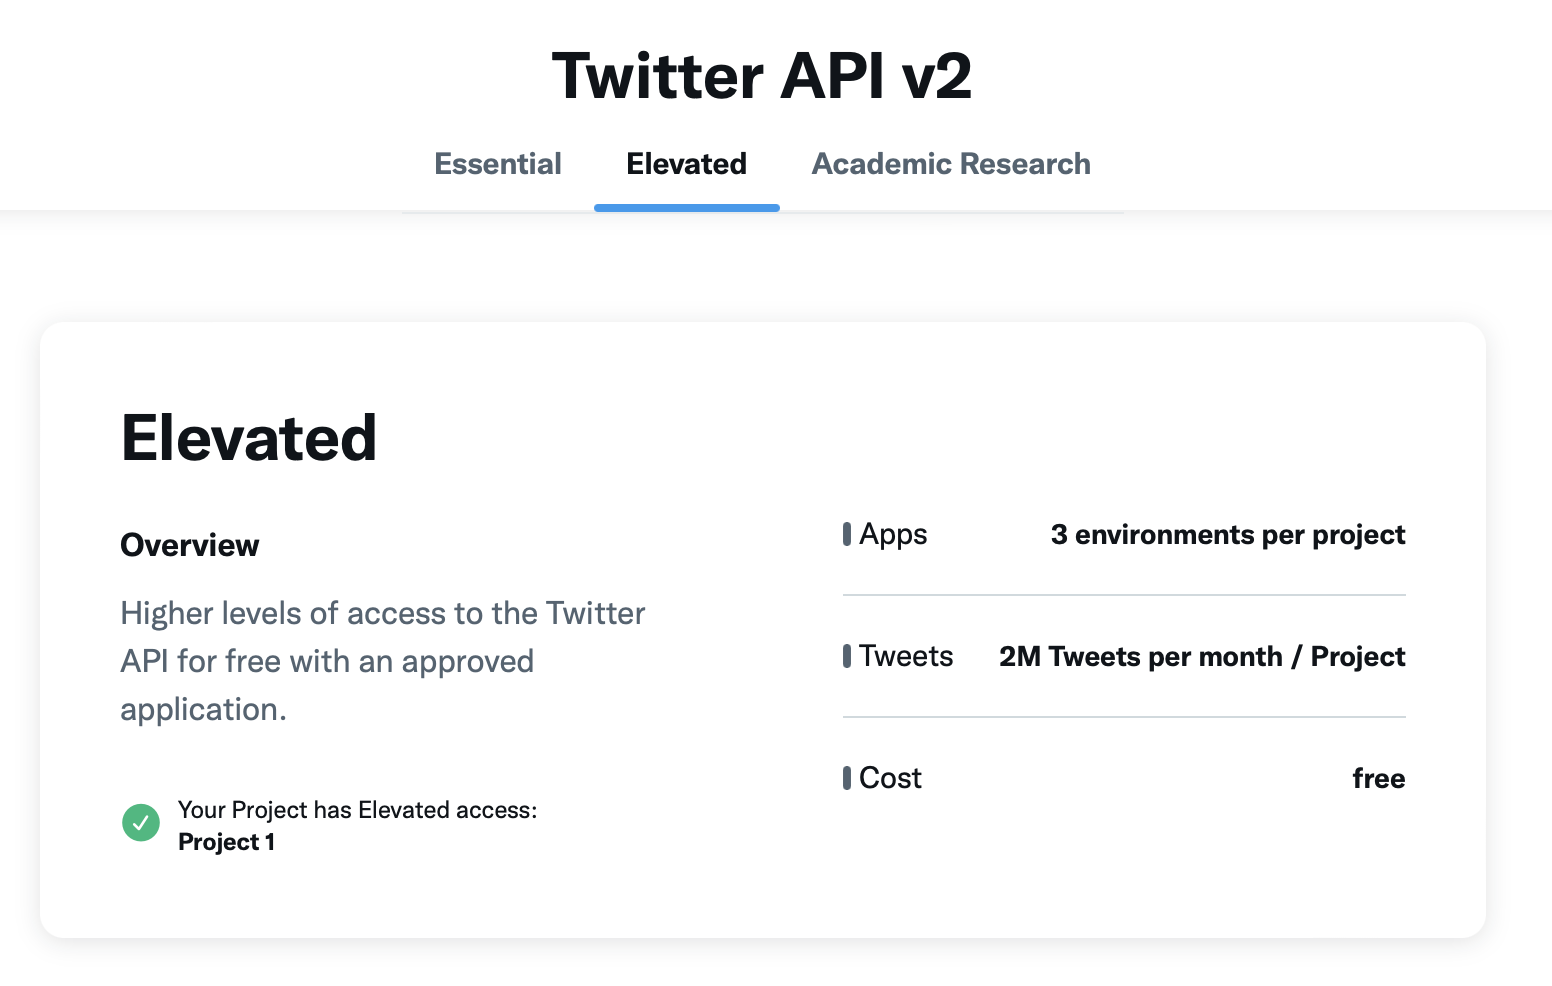 Twitter API v2
Essential Elevated Academic Research
Elevated
Overview
Higher levels of access to the Twitter
API for free with an approved
application.
Your Project has Elevated access:
Project 1
Apps 3 environments per project
Tweets 2M Tweets per month / Project
Cost free